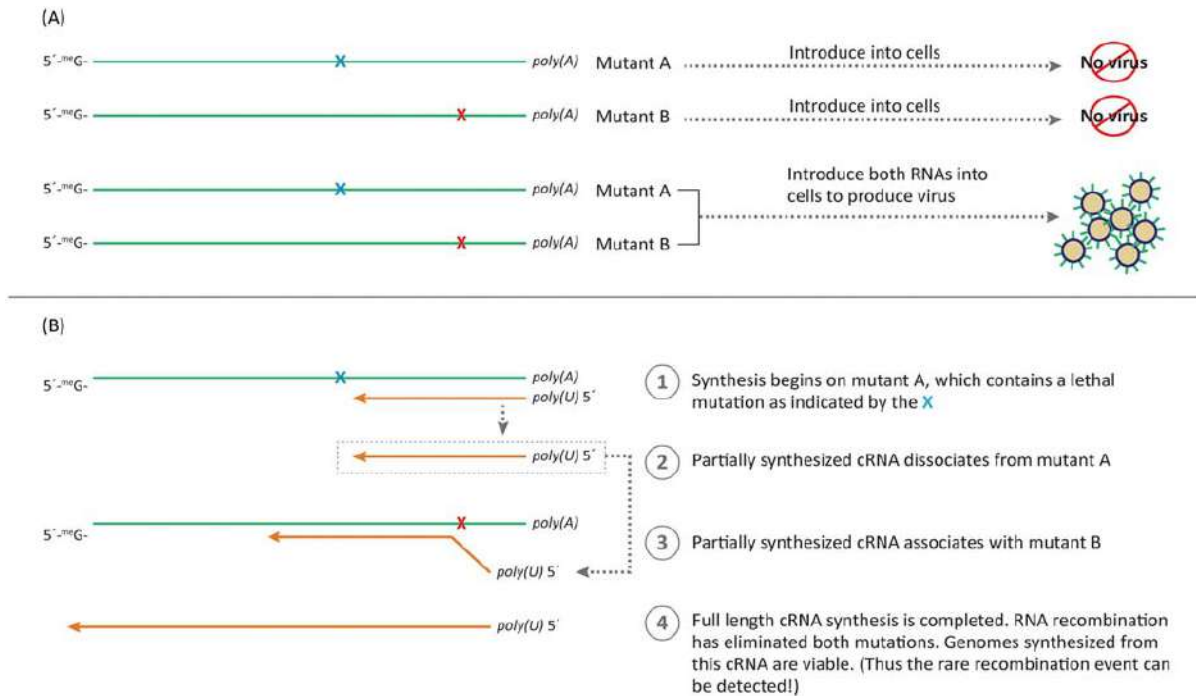 (A)
5´-ᵐᵉG- poly(A) Mutant A Introduce into cells No virus
5´-ᵐᵉG- X poly(A) Mutant B Introduce into cells No virus
5´-ᵐᵉG- X poly(A) Mutant A Introduce both RNAs into
cells to produce virus
5´-ᵐᵉG- X poly(A) Mutant B
(B)
5´-ᵐᵉG- X poly(A)
poly(U) 5´
1 Synthesis begins on mutant A, which contains a lethal
mutation as indicated by the X
poly(U) 5´ 2 Partially synthesized cRNA dissociates from mutant A
5´-ᵐᵉG- X poly(A)
3 Partially synthesized cRNA associates with mutant B
poly(U) 5´
poly(U) 5´ 4 Full length cRNA synthesis is completed. RNA recombination
has eliminated both mutations. Genomes synthesized from
this cRNA are viable. (Thus the rare recombination event can
be detected!)